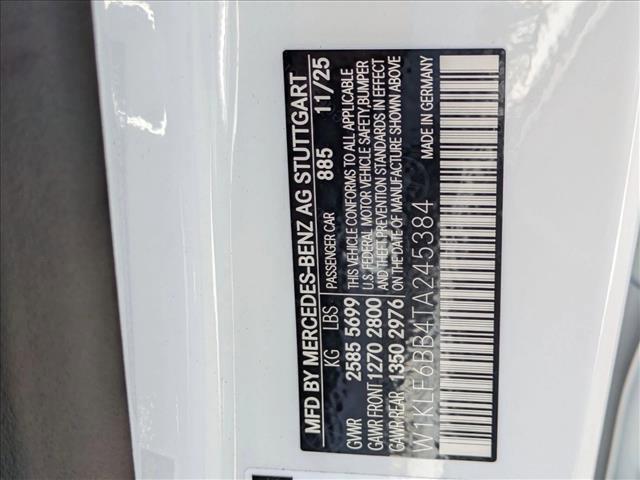 MFD BY MERCEDES-BENZ AG STUTTGART
885 11/25
KG LBS PASSENGER CAR
GVWR 2585 5699
GAWR FRONT 1270 2800
GAWR REAR 1350 2976
THIS VEHICLE CONFORMS TO ALL APPLICABLE
U.S. FEDERAL MOTOR VEHICLE SAFETY,BUMPER
AND THEFT PREVENTION STANDARDS IN EFFECT
ON THE DATE OF MANUFACTURE SHOWN ABOVE
W1KLF6BB4TA245384
MADE IN GERMANY